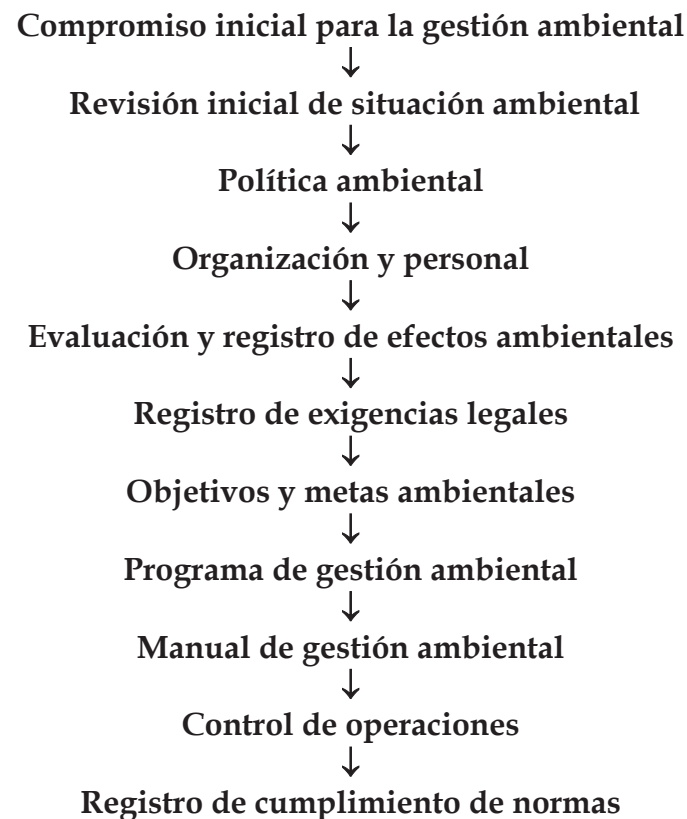 Compromiso inicial para la gestión ambiental
↓
Revisión inicial de situación ambiental
↓
Política ambiental
↓
Organización y personal
↓
Evaluación y registro de efectos ambientales
↓
Registro de exigencias legales
↓
Objetivos y metas ambientales
↓
Programa de gestión ambiental
↓
Manual de gestión ambiental
↓
Control de operaciones
↓
Registro de cumplimiento de normas